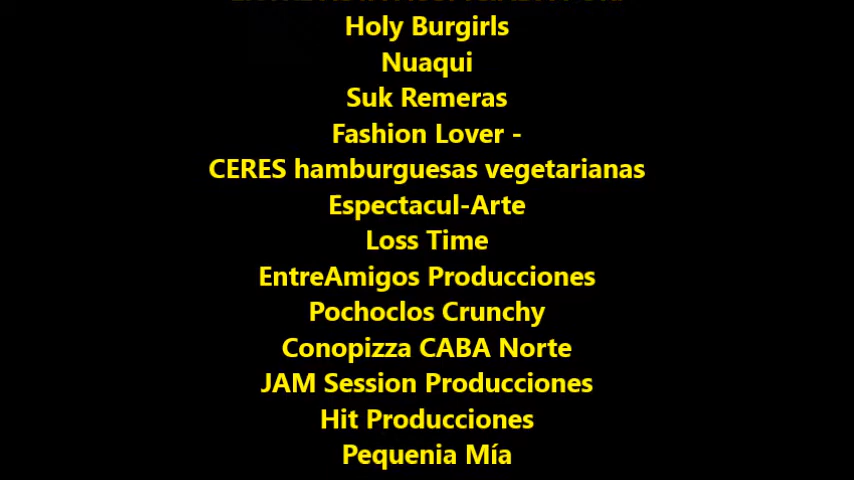 Holy Burgirls
Nuaqui
Suk Remeras
Fashion Lover -
CERES hamburguesas vegetarianas
Espectacul-Arte
Loss Time
EntreAmigos Producciones
Pochoclos Crunchy
Conopizza CABA Norte
JAM Session Producciones
Hit Producciones
Pequenia Mía